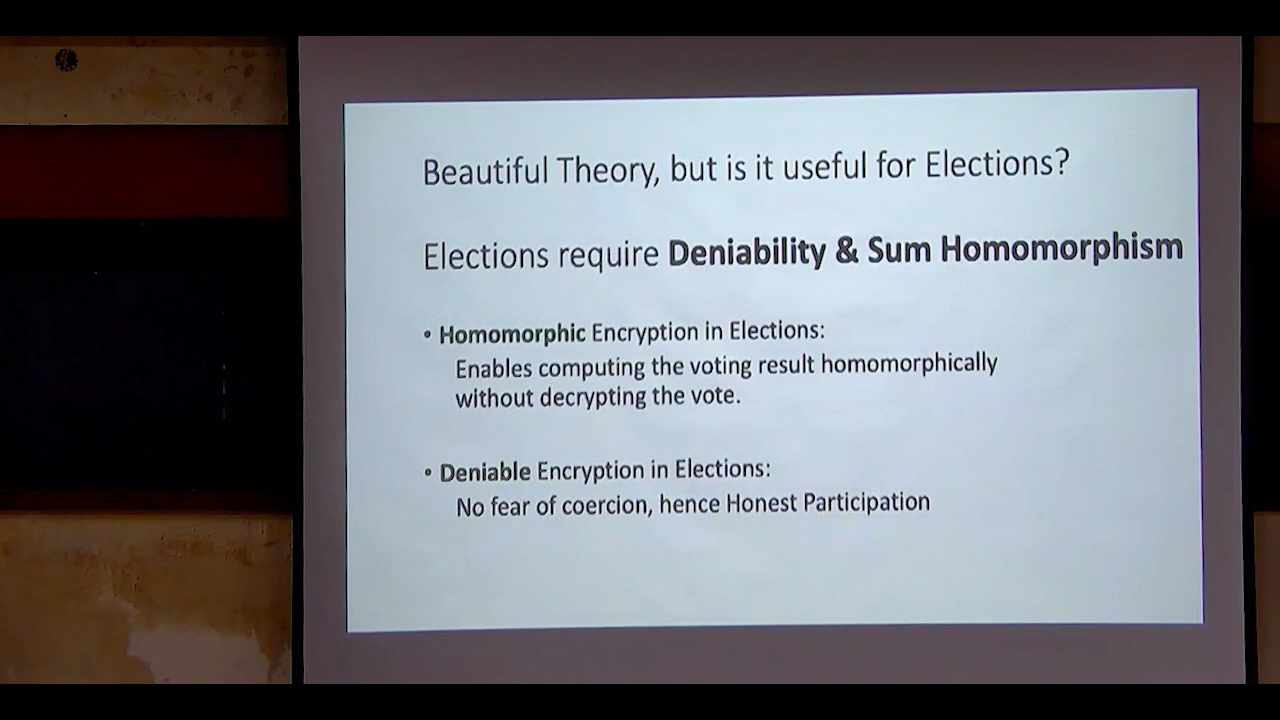 Beautiful Theory, but is it useful for Elections?
Elections require Deniability & Sum Homomorphism
• Homomorphic Encryption in Elections:
Enables computing the voting result homomorphically
without decrypting the vote.
• Deniable Encryption in Elections:
No fear of coercion, hence Honest Participation